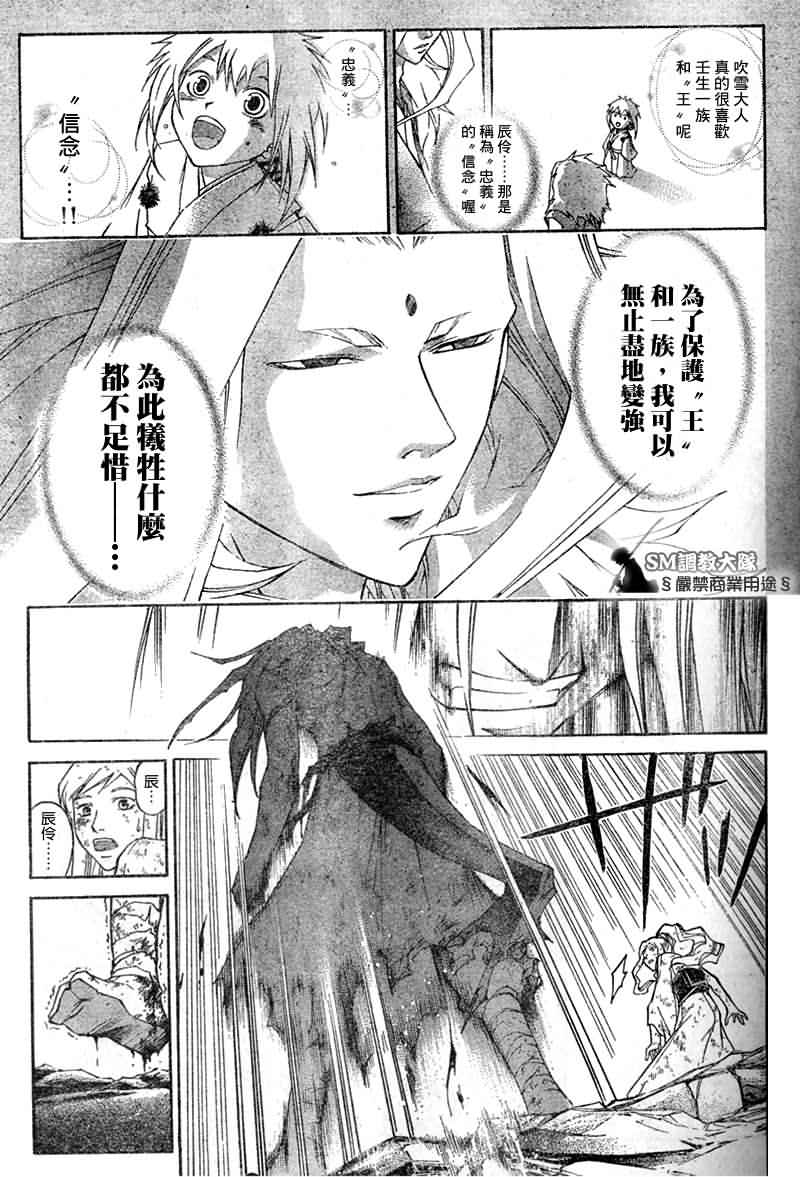 吹雪大人
真的很喜歡
壬生一族
和〝王〞呢
辰伶⋯⋯那是
稱為〝忠義〞
的〝信念〞喔
〝忠義〞⋯
〝信念〞⋯⋯!!
為了保護〝王〞
和一族，我可以
無止盡地變強
為此犧牲什麼
都不足惜——⋯
SM調教大隊
§嚴禁商業用途§
辰⋯⋯
辰伶⋯⋯